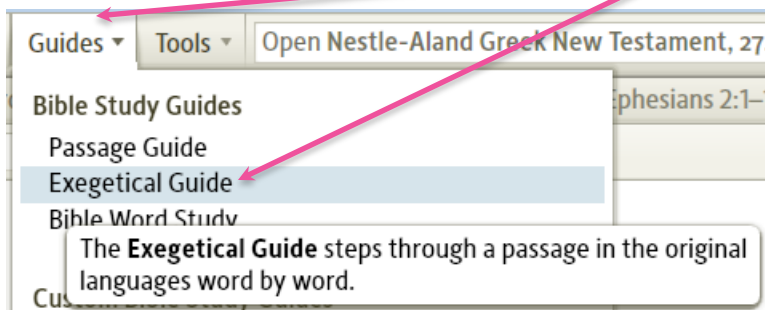 Guides ▾ Tools ▾ Open Nestle-Aland Greek New Testament, 27
Ephesians 2:1–
Bible Study Guides
Passage Guide
Exegetical Guide
Bible Word Study
The Exegetical Guide steps through a passage in the original
languages word by word.